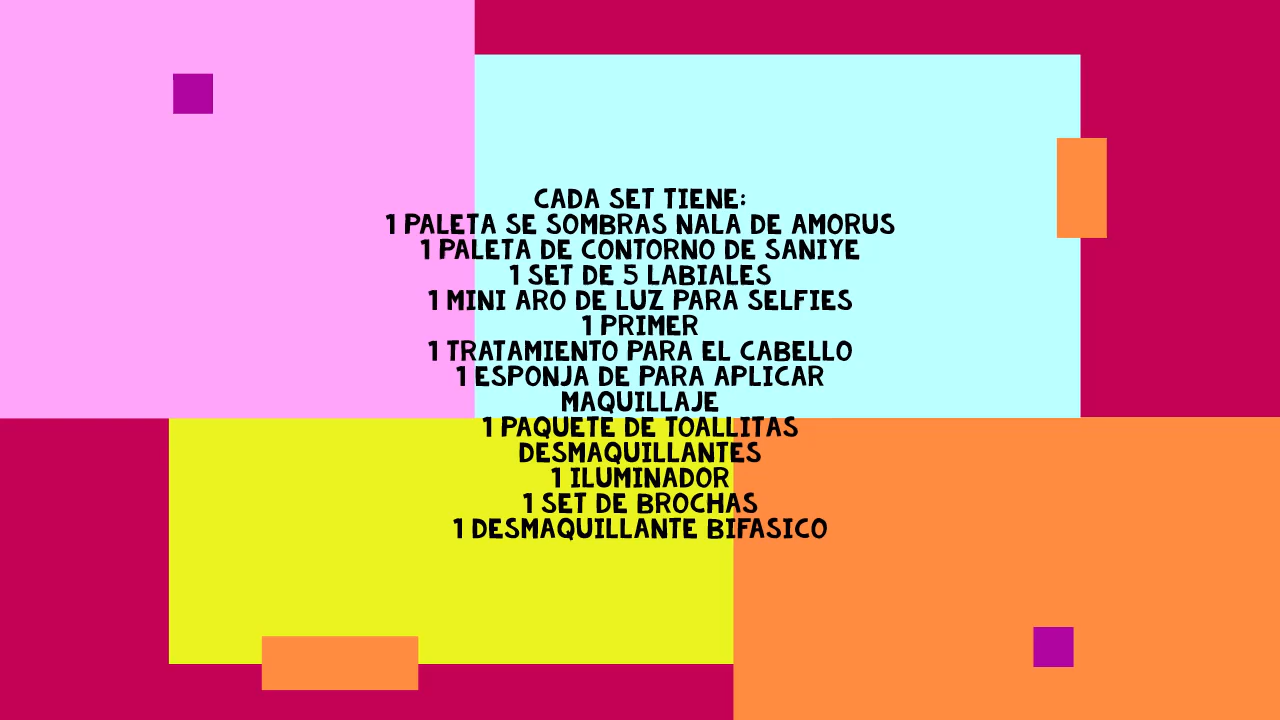 CADA SET TIENE:
1 PALETA SE SOMBRAS NALA DE AMORUS
1 PALETA DE CONTORNO DE SANIYE
1 SET DE 5 LABIALES
1 MINI ARO DE LUZ PARA SELFIES
1 PRIMER
1 TRATAMIENTO PARA EL CABELLO
1 ESPONJA DE PARA APLICAR
MAQUILLAJE
1 PAQUETE DE TOALLITAS
DESMAQUILLANTES
1 ILUMINADOR
1 SET DE BROCHAS
1 DESMAQUILLANTE BIFASICO